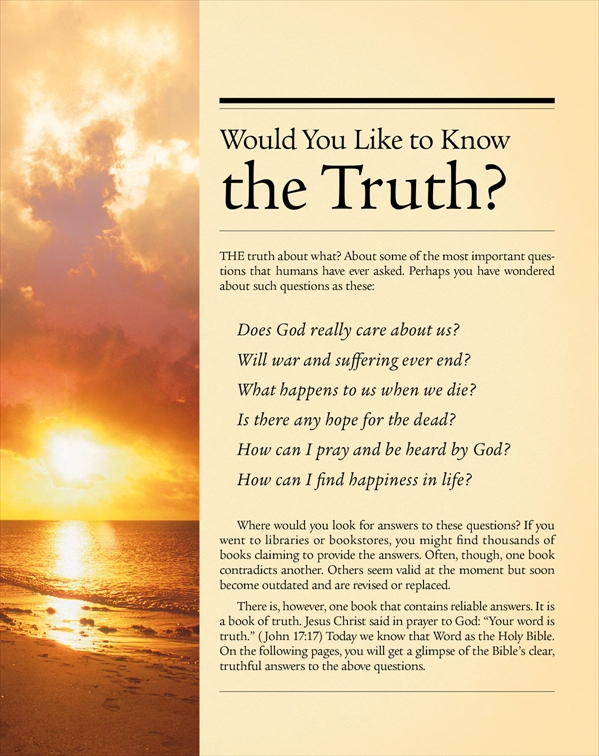 Would You Like to Know
the Truth?
THE truth about what? About some of the most important ques-
tions that humans have ever asked. Perhaps you have wondered
about such questions as these:
Does God really care about us?
Will war and suffering ever end?
What happens to us when we die?
Is there any hope for the dead?
How can I pray and be heard by God?
How can I find happiness in life?
Where would you look for answers to these questions? If you
went to libraries or bookstores, you might find thousands of
books claiming to provide the answers. Often, though, one book
contradicts another. Others seem valid at the moment but soon
become outdated and are revised or replaced.
There is, however, one book that contains reliable answers. It is
a book of truth. Jesus Christ said in prayer to God: “Your word is
truth.” (John 17:17) Today we know that Word as the Holy Bible.
On the following pages, you will get a glimpse of the Bible’s clear,
truthful answers to the above questions.